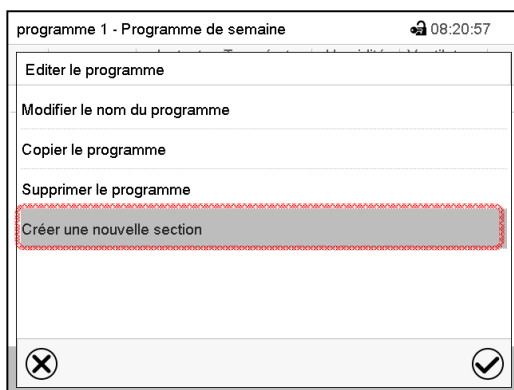 programme 1 - Programme de semaine 08:20:57
Editer le programme
Modifier le nom du programme
Copier le programme
Supprimer le programme
Créer une nouvelle section